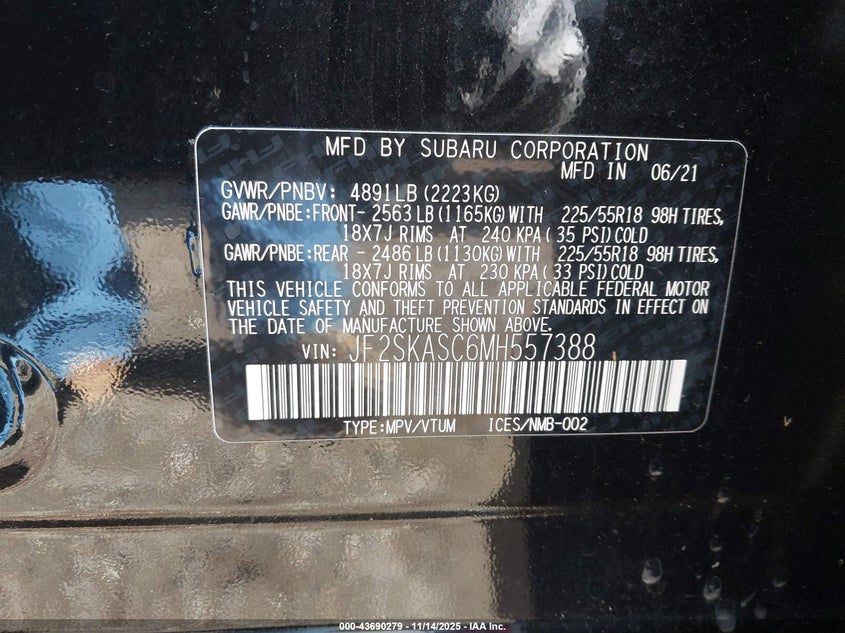 MFD BY SUBARU CORPORATION
MFD IN 06/21
GVWR/PNBV: 4891LB (2223KG)
GAWR/PNBE:FRONT- 2563 LB (1165KG) WITH 225/55R18 98H TIRES,
18X7J RIMS AT 240 KPA ( 35 PSI) COLD
GAWR/PNBE:REAR - 2486 LB (1130KG) WITH 225/55R18 98H TIRES,
18X7J RIMS AT 230 KPA ( 33 PSI) COLD
THIS VEHICLE CONFORMS TO ALL APPLICABLE FEDERAL MOTOR
VEHICLE SAFETY AND THEFT PREVENTION STANDARDS IN EFFECT ON
THE DATE OF MANUFACTURE SHOWN ABOVE.
VIN: JF2SKASC6MH557388
TYPE:MPV/VTUM ICES/NMB-002
000-43690279 - 11/14/2025 - IAA Inc.